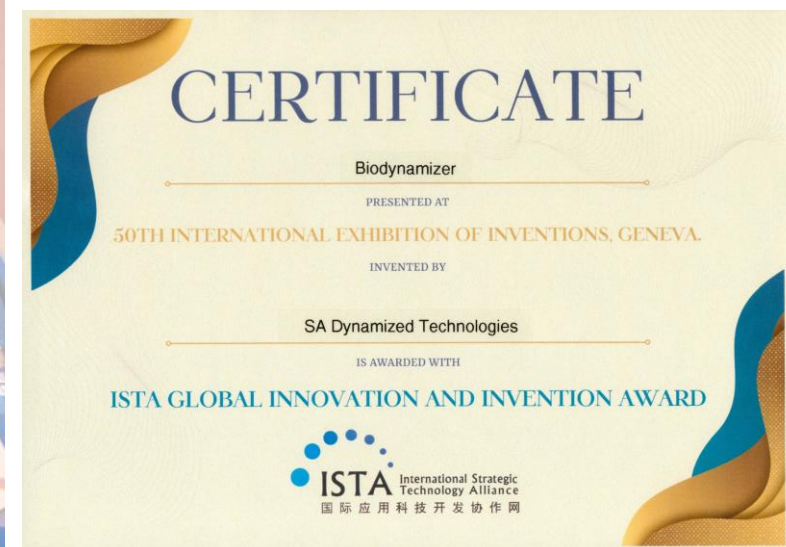 CERTIFICATE
Biodynamizer
PRESENTED AT
50TH INTERNATIONAL EXHIBITION OF INVENTIONS, GENEVA.
INVENTED BY
SA Dynamized Technologies
IS AWARDED WITH
ISTA GLOBAL INNOVATION AND INVENTION AWARD
ISTA International Strategic
Technology Alliance
国际应用科技开发协作网